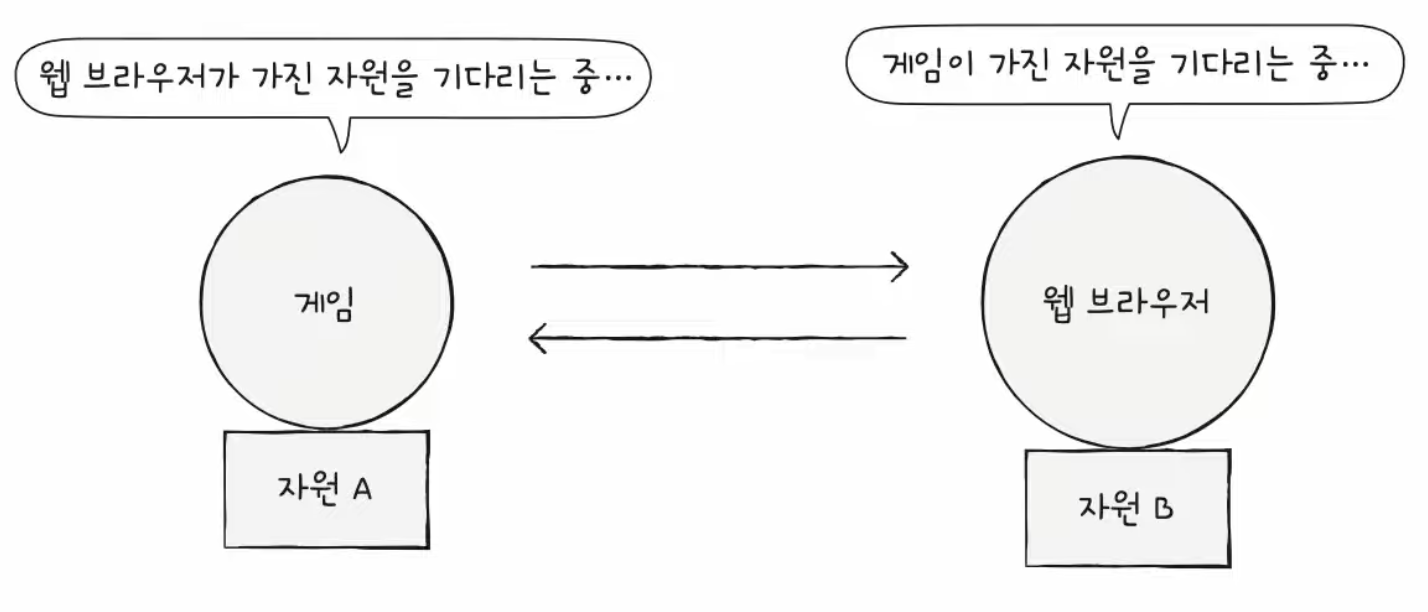 웹 브라우저가 가진 자원을 기다리는 중…
게임이 가진 자원을 기다리는 중…
게임
웹 브라우저
자원 A
자원 B